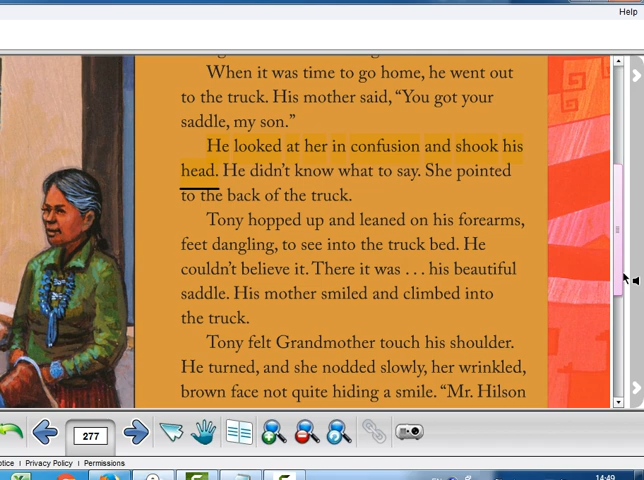 Help
When it was time to go home, he went out
to the truck. His mother said, “You got your
saddle, my son.”
He looked at her in confusion and shook his
head. He didn’t know what to say. She pointed
to the back of the truck.
Tony hopped up and leaned on his forearms,
feet dangling, to see into the truck bed. He
couldn’t believe it. There it was . . . his beautiful
saddle. His mother smiled and climbed into
the truck.
Tony felt Grandmother touch his shoulder.
He turned, and she nodded slowly, her wrinkled,
brown face not quite hiding a smile. “Mr. Hilson
277
otice | Privacy Policy | Permissions
14:49